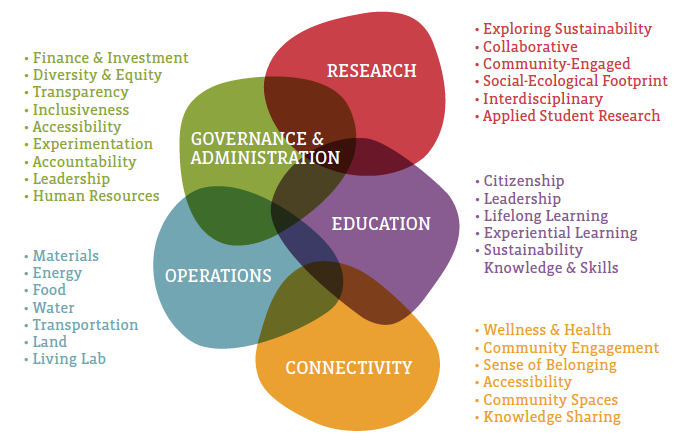 • Finance & Investment
• Diversity & Equity
• Transparency
• Inclusiveness
• Accessibility
• Experimentation
• Accountability
• Leadership
• Human Resources
• Materials
• Energy
• Food
• Water
• Transportation
• Land
• Living Lab
RESEARCH
GOVERNANCE &
ADMINISTRATION
EDUCATION
OPERATIONS
CONNECTIVITY
• Exploring Sustainability
• Collaborative
• Community-Engaged
• Social-Ecological Footprint
• Interdisciplinary
• Applied Student Research
• Citizenship
• Leadership
• Lifelong Learning
• Experiential Learning
• Sustainability
Knowledge & Skills
• Wellness & Health
• Community Engagement
• Sense of Belonging
• Accessibility
• Community Spaces
• Knowledge Sharing